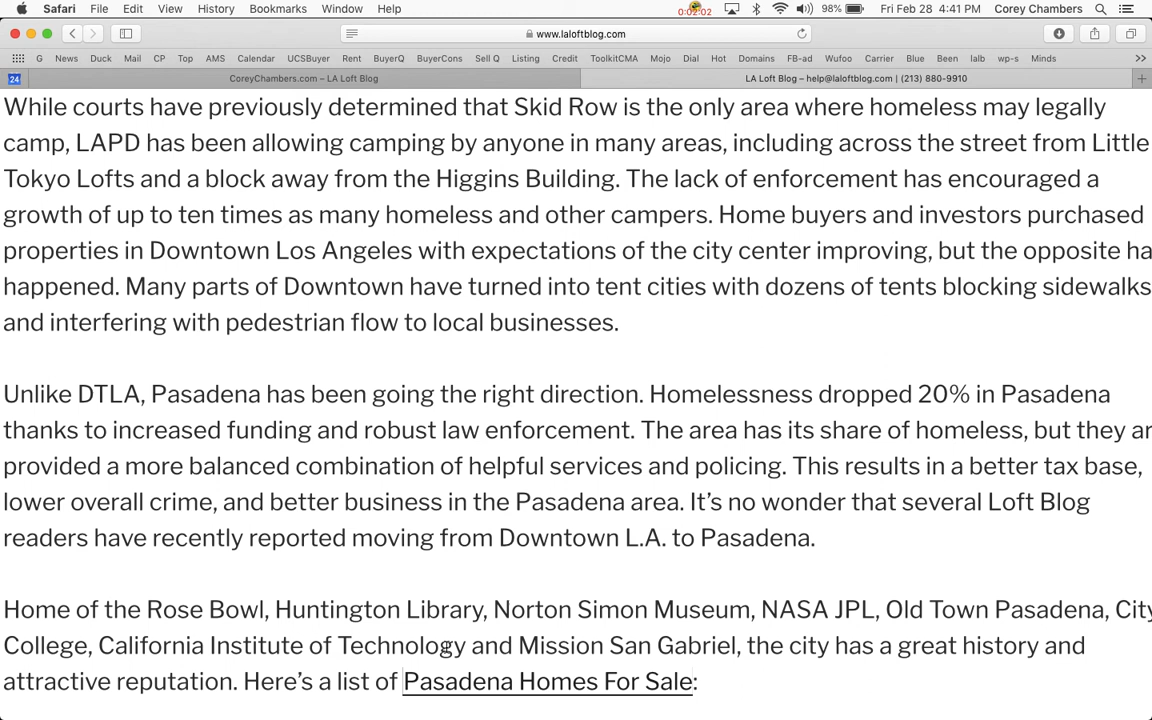 Safari File Edit View History Bookmarks Window Help 0:02:02 98% Fri Feb 28 4:41 PM Corey Chambers
www.laloftblog.com
G News Duck Mail CP Top AMS Calendar UCSBuyer Rent BuyerQ BuyerCons Sell Q Listing Credit ToolkitCMA Mojo Dial Hot Domains FB-ad Wufoo Carrier Blue Been lalb wp-s Minds >>
24 CoreyChambers.com – LA Loft Blog LA Loft Blog – help@laloftblog.com | (213) 880-9910 +
While courts have previously determined that Skid Row is the only area where homeless may legally
camp, LAPD has been allowing camping by anyone in many areas, including across the street from Little
Tokyo Lofts and a block away from the Higgins Building. The lack of enforcement has encouraged a
growth of up to ten times as many homeless and other campers. Home buyers and investors purchased
properties in Downtown Los Angeles with expectations of the city center improving, but the opposite ha
happened. Many parts of Downtown have turned into tent cities with dozens of tents blocking sidewalks
and interfering with pedestrian flow to local businesses.
Unlike DTLA, Pasadena has been going the right direction. Homelessness dropped 20% in Pasadena
thanks to increased funding and robust law enforcement. The area has its share of homeless, but they ar
provided a more balanced combination of helpful services and policing. This results in a better tax base,
lower overall crime, and better business in the Pasadena area. It’s no wonder that several Loft Blog
readers have recently reported moving from Downtown L.A. to Pasadena.
Home of the Rose Bowl, Huntington Library, Norton Simon Museum, NASA JPL, Old Town Pasadena, City
College, California Institute of Technology and Mission San Gabriel, the city has a great history and
attractive reputation. Here’s a list of Pasadena Homes For Sale: